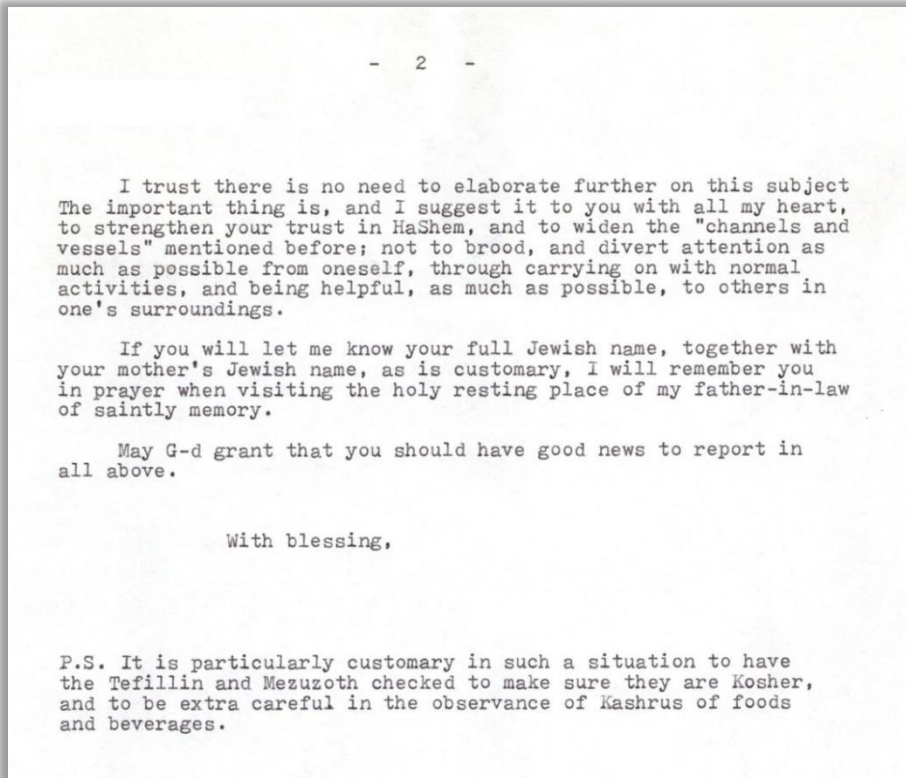 - 2 -
I trust there is no need to elaborate further on this subject
The important thing is, and I suggest it to you with all my heart,
to strengthen your trust in HaShem, and to widen the "channels and
vessels" mentioned before; not to brood, and divert attention as
much as possible from oneself, through carrying on with normal
activities, and being helpful, as much as possible, to others in
one's surroundings.
If you will let me know your full Jewish name, together with
your mother's Jewish name, as is customary, I will remember you
in prayer when visiting the holy resting place of my father-in-law
of saintly memory.
May G-d grant that you should have good news to report in
all above.
With blessing,
P.S. It is particularly customary in such a situation to have
the Tefillin and Mezuzoth checked to make sure they are Kosher,
and to be extra careful in the observance of Kashrus of foods
and beverages.